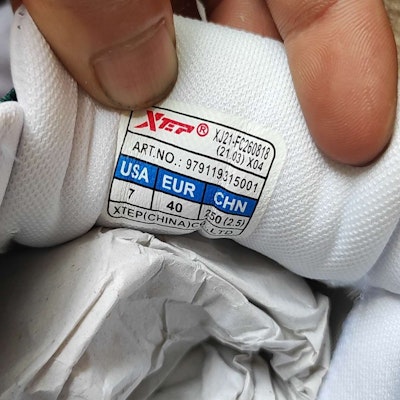 XTEP® XJ21-FC260818
(21.03) X04
ART.NO.: 979119315001
USA EUR CHN
7 40 250 (2.5)
XTEP(CHINA)CO.,LTD